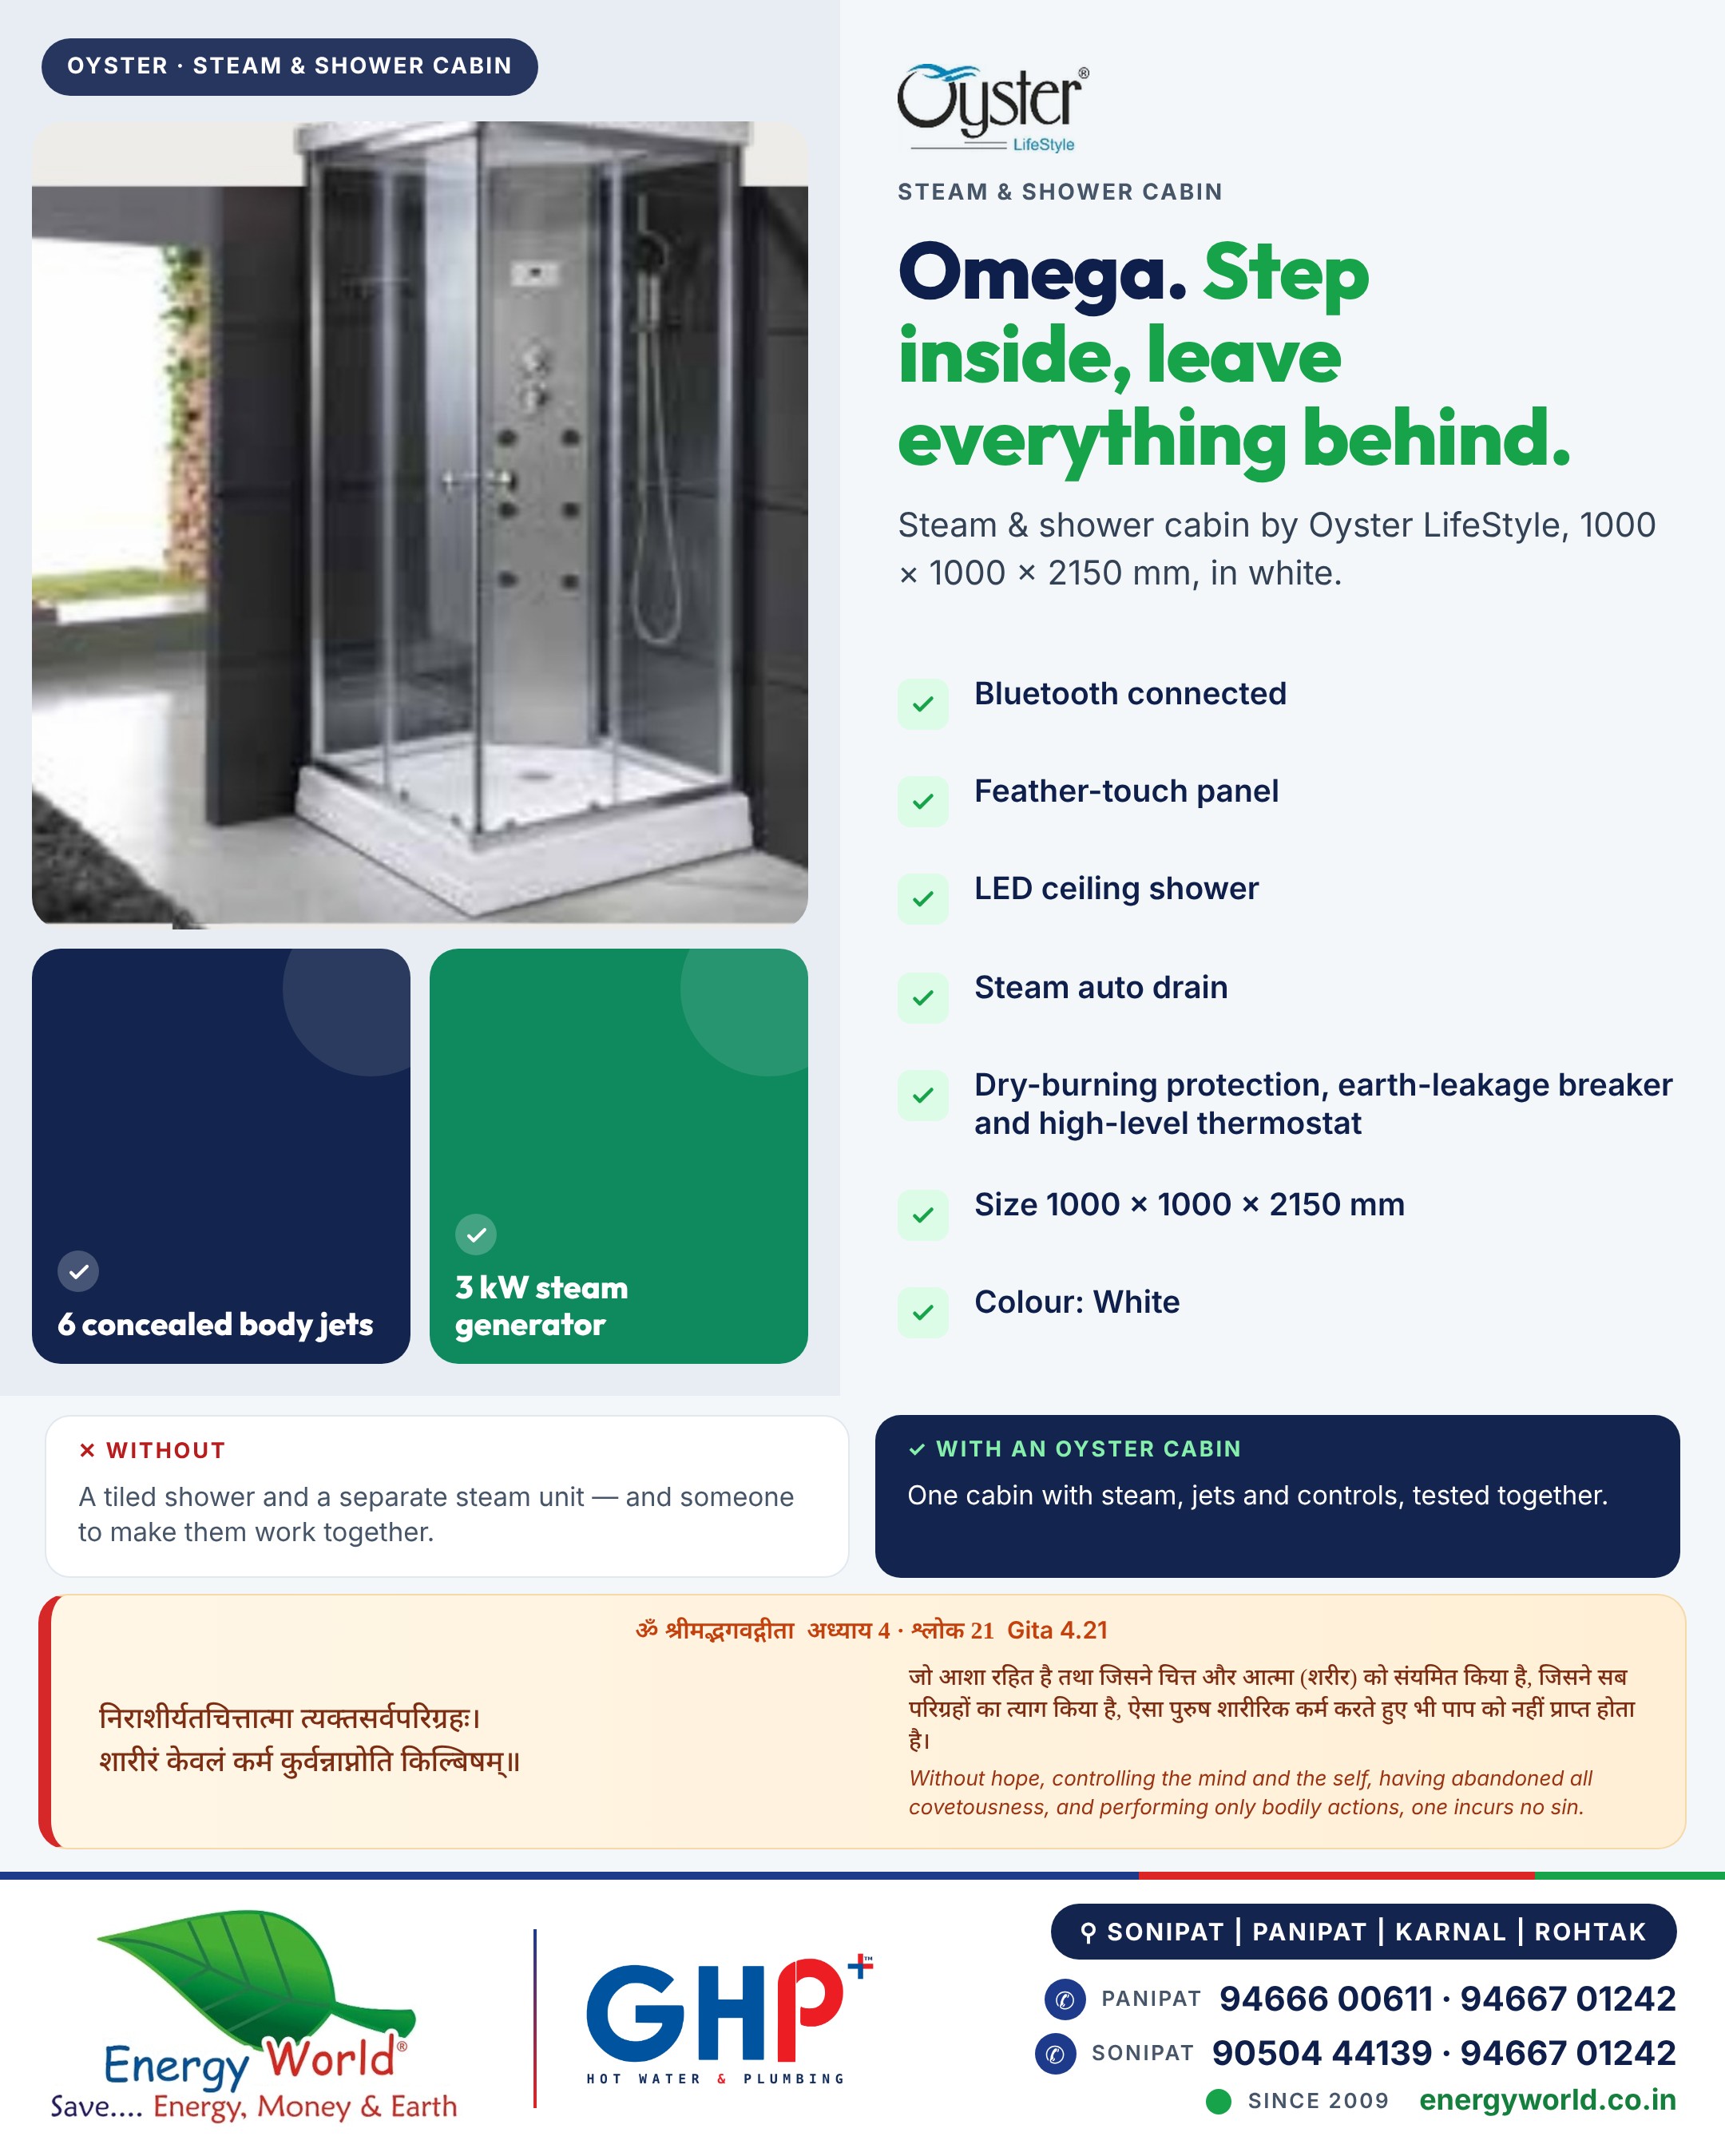 OYSTER · STEAM & SHOWER CABIN
Oyster®
LifeStyle
STEAM & SHOWER CABIN
Omega. Step
inside, leave
everything behind.
Steam & shower cabin by Oyster LifeStyle, 1000
× 1000 × 2150 mm, in white.
✓ Bluetooth connected
✓ Feather-touch panel
✓ LED ceiling shower
✓ Steam auto drain
✓ Dry-burning protection, earth-leakage breaker
and high-level thermostat
✓ Size 1000 × 1000 × 2150 mm
✓ Colour: White
✓
6 concealed body jets
✓
3 kW steam
generator
✕ WITHOUT
A tiled shower and a separate steam unit — and someone
to make them work together.
✓ WITH AN OYSTER CABIN
One cabin with steam, jets and controls, tested together.
ॐ श्रीमद्भगवद्गीता अध्याय 4 · श्लोक 21 Gita 4.21
निराशीर्यतचित्तात्मा त्यक्तसर्वपरिग्रहः।
शारीरं केवलं कर्म कुर्वन्नाप्नोति किल्बिषम्॥
जो आशा रहित है तथा जिसने चित्त और आत्मा (शरीर) को संयमित किया है, जिसने सब
परिग्रहों का त्याग किया है, ऐसा पुरुष शारीरिक कर्म करते हुए भी पाप को नहीं प्राप्त होता
है।
Without hope, controlling the mind and the self, having abandoned all
covetousness, and performing only bodily actions, one incurs no sin.
Energy World®
Save.... Energy, Money & Earth
GHP+™
HOT WATER & PLUMBING
SONIPAT | PANIPAT | KARNAL | ROHTAK
PANIPAT 94666 00611 · 94667 01242
SONIPAT 90504 44139 · 94667 01242
SINCE 2009 energyworld.co.in